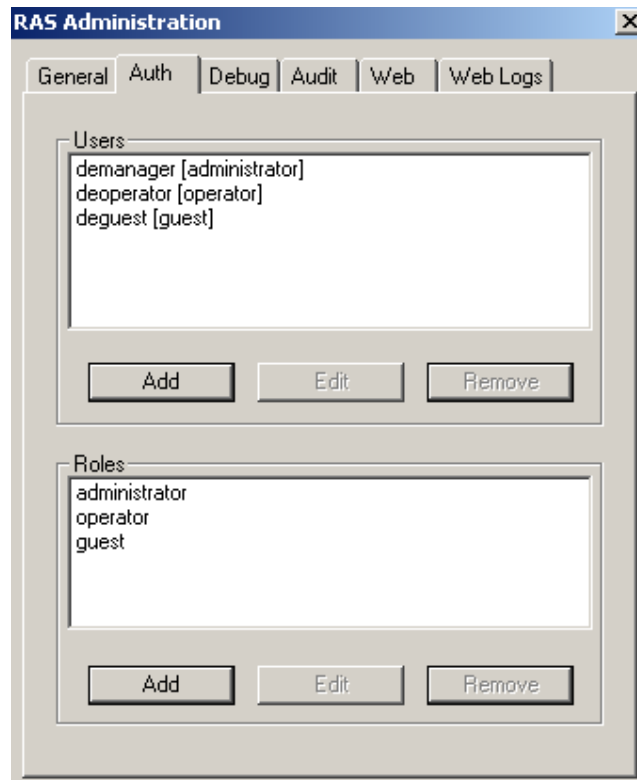 RAS Administration
General Auth Debug Audit Web Web Logs
Users
demanager [administrator]
deoperator [operator]
deguest [guest]
Add Edit Remove
Roles
administrator
operator
guest
Add Edit Remove